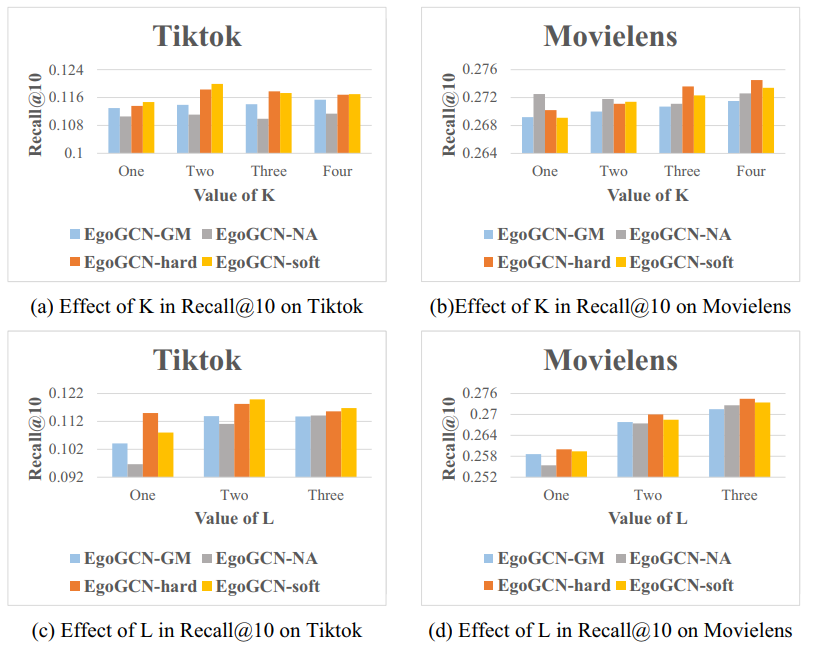 Tiktok
Recall@10
0.124
0.116
0.108
0.1
One Two Three Four
Value of K
EgoGCN-GM EgoGCN-NA
EgoGCN-hard EgoGCN-soft
(a) Effect of K in Recall@10 on Tiktok
Movielens
Recall@10
0.276
0.272
0.268
0.264
One Two Three Four
Value of K
EgoGCN-GM EgoGCN-NA
EgoGCN-hard EgoGCN-soft
(b)Effect of K in Recall@10 on Movielens
Tiktok
Recall@10
0.122
0.112
0.102
0.092
One Two Three
Value of L
EgoGCN-GM EgoGCN-NA
EgoGCN-hard EgoGCN-soft
(c) Effect of L in Recall@10 on Tiktok
Movielens
Recall@10
0.276
0.27
0.264
0.258
0.252
One Two Three
Value of L
EgoGCN-GM EgoGCN-NA
EgoGCN-hard EgoGCN-soft
(d) Effect of L in Recall@10 on Movielens